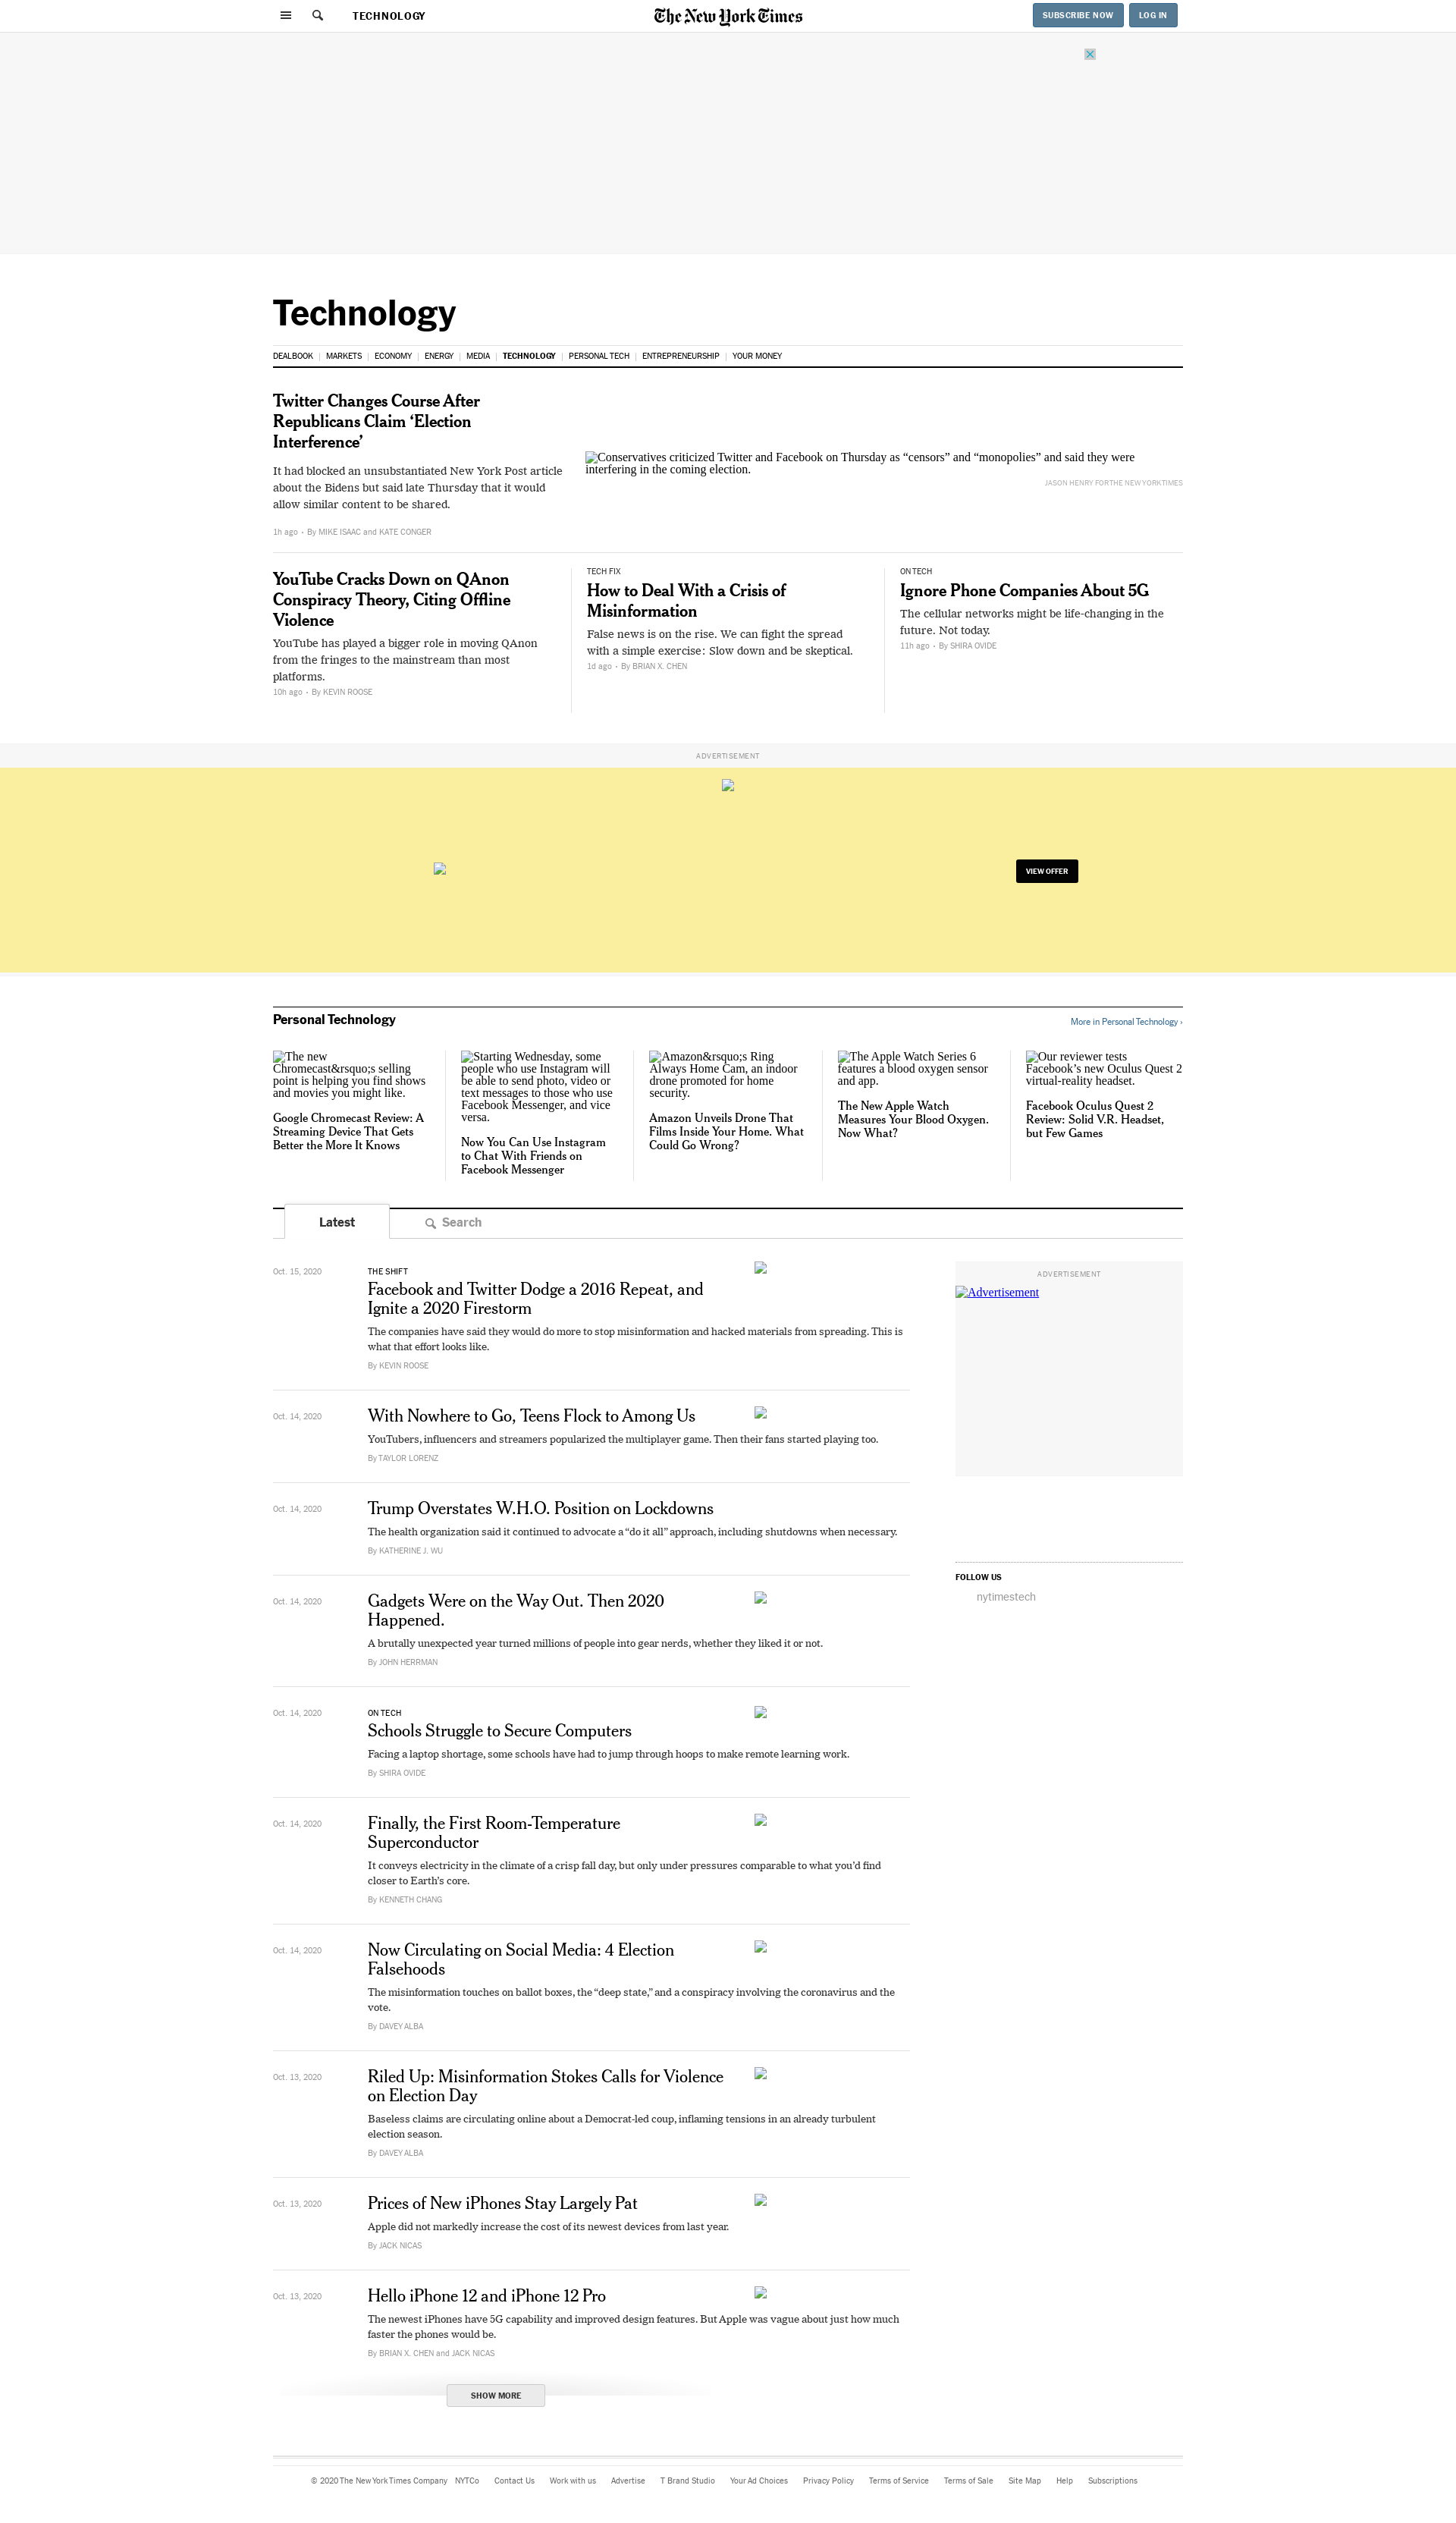 TECHNOLOGY
The New York Times
SUBSCRIBE NOW
LOG IN
Technology
DEALBOOK
MARKETS
ECONOMY
ENERGY
MEDIA
TECHNOLOGY
PERSONAL TECH
ENTREPRENEURSHIP
YOUR MONEY
Twitter Changes Course After
Republicans Claim ‘Election
Interference’
It had blocked an unsubstantiated New York Post article
about the Bidens but said late Thursday that it would
allow similar content to be shared.
1h ago • By MIKE ISAAC and KATE CONGER
Conservatives criticized Twitter and Facebook on Thursday as “censors” and “monopolies” and said they were
interfering in the coming election.
JASON HENRY FOR THE NEW YORK TIMES
YouTube Cracks Down on QAnon
Conspiracy Theory, Citing Offline
Violence
YouTube has played a bigger role in moving QAnon
from the fringes to the mainstream than most
platforms.
10h ago • By KEVIN ROOSE
TECH FIX
How to Deal With a Crisis of
Misinformation
False news is on the rise. We can fight the spread
with a simple exercise: Slow down and be skeptical.
1d ago • By BRIAN X. CHEN
ON TECH
Ignore Phone Companies About 5G
The cellular networks might be life-changing in the
future. Not today.
11h ago • By SHIRA OVIDE
ADVERTISEMENT
VIEW OFFER
Personal Technology
More in Personal Technology ›
The new
Chromecast&rsquo;s selling
point is helping you find shows
and movies you might like.
Google Chromecast Review: A
Streaming Device That Gets
Better the More It Knows
Starting Wednesday, some
people who use Instagram will
be able to send photo, video or
text messages to those who use
Facebook Messenger, and vice
versa.
Now You Can Use Instagram
to Chat With Friends on
Facebook Messenger
Amazon&rsquo;s Ring
Always Home Cam, an indoor
drone promoted for home
security.
Amazon Unveils Drone That
Films Inside Your Home. What
Could Go Wrong?
The Apple Watch Series 6
features a blood oxygen sensor
and app.
The New Apple Watch
Measures Your Blood Oxygen.
Now What?
Our reviewer tests
Facebook’s new Oculus Quest 2
virtual-reality headset.
Facebook Oculus Quest 2
Review: Solid V.R. Headset,
but Few Games
Latest
Search
Oct. 15, 2020
THE SHIFT
Facebook and Twitter Dodge a 2016 Repeat, and
Ignite a 2020 Firestorm
The companies have said they would do more to stop misinformation and hacked materials from spreading. This is
what that effort looks like.
By KEVIN ROOSE
Oct. 14, 2020
With Nowhere to Go, Teens Flock to Among Us
YouTubers, influencers and streamers popularized the multiplayer game. Then their fans started playing too.
By TAYLOR LORENZ
Oct. 14, 2020
Trump Overstates W.H.O. Position on Lockdowns
The health organization said it continued to advocate a “do it all” approach, including shutdowns when necessary.
By KATHERINE J. WU
Oct. 14, 2020
Gadgets Were on the Way Out. Then 2020
Happened.
A brutally unexpected year turned millions of people into gear nerds, whether they liked it or not.
By JOHN HERRMAN
Oct. 14, 2020
ON TECH
Schools Struggle to Secure Computers
Facing a laptop shortage, some schools have had to jump through hoops to make remote learning work.
By SHIRA OVIDE
Oct. 14, 2020
Finally, the First Room-Temperature
Superconductor
It conveys electricity in the climate of a crisp fall day, but only under pressures comparable to what you’d find
closer to Earth’s core.
By KENNETH CHANG
Oct. 14, 2020
Now Circulating on Social Media: 4 Election
Falsehoods
The misinformation touches on ballot boxes, the “deep state,” and a conspiracy involving the coronavirus and the
vote.
By DAVEY ALBA
Oct. 13, 2020
Riled Up: Misinformation Stokes Calls for Violence
on Election Day
Baseless claims are circulating online about a Democrat-led coup, inflaming tensions in an already turbulent
election season.
By DAVEY ALBA
Oct. 13, 2020
Prices of New iPhones Stay Largely Pat
Apple did not markedly increase the cost of its newest devices from last year.
By JACK NICAS
Oct. 13, 2020
Hello iPhone 12 and iPhone 12 Pro
The newest iPhones have 5G capability and improved design features. But Apple was vague about just how much
faster the phones would be.
By BRIAN X. CHEN and JACK NICAS
SHOW MORE
ADVERTISEMENT
Advertisement
FOLLOW US
nytimestech
© 2020 The New York Times Company
NYTCo
Contact Us
Work with us
Advertise
T Brand Studio
Your Ad Choices
Privacy Policy
Terms of Service
Terms of Sale
Site Map
Help
Subscriptions